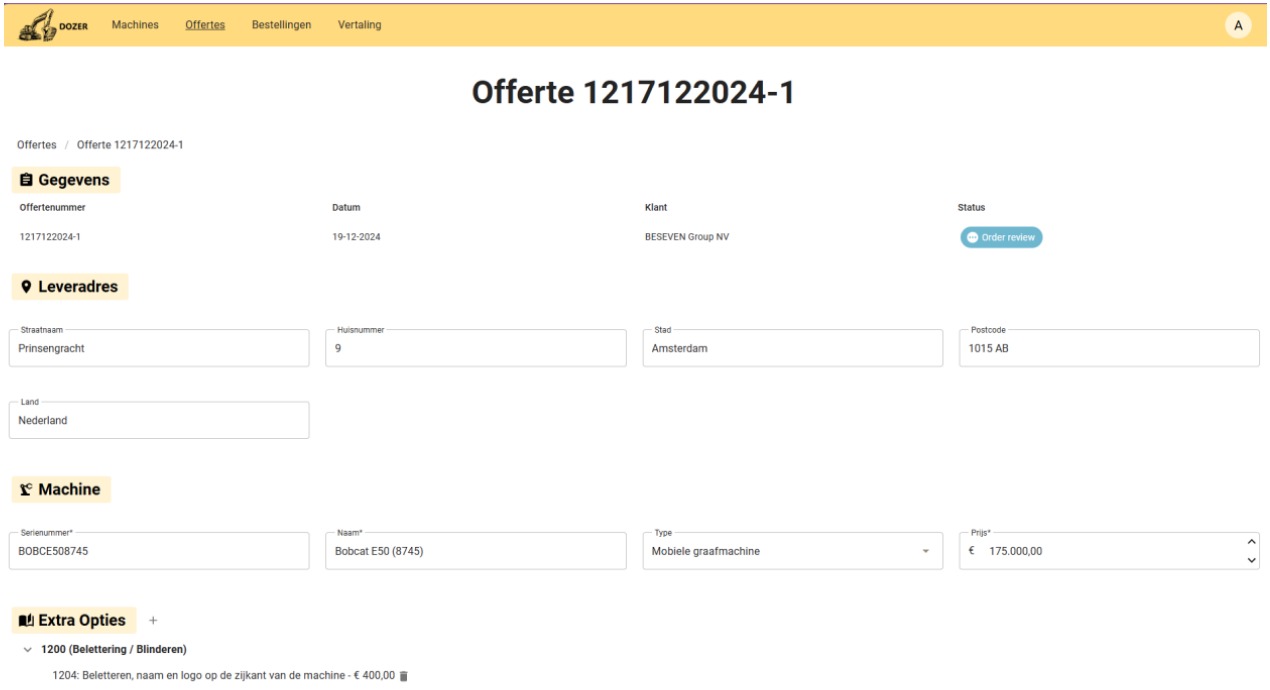 DOZER Machines Offertes Bestellingen Vertaling A
Offerte 1217122024-1
Offertes / Offerte 1217122024-1
Gegevens
Offertenummer Datum Klant Status
1217122024-1 19-12-2024 BESEVEN Group NV Order review
Leveradres
Straatnaam Huisnummer Stad Postcode
Prinsengracht 9 Amsterdam 1015 AB
Land
Nederland
Machine
Serienummer* Naam* Type Prijs*
BOBCE508745 Bobcat E50 (8745) Mobiele graafmachine € 175.000,00
Extra Opties +
1200 (Belettering / Blinderen)
1204: Beletteren, naam en logo op de zijkant van de machine - € 400,00